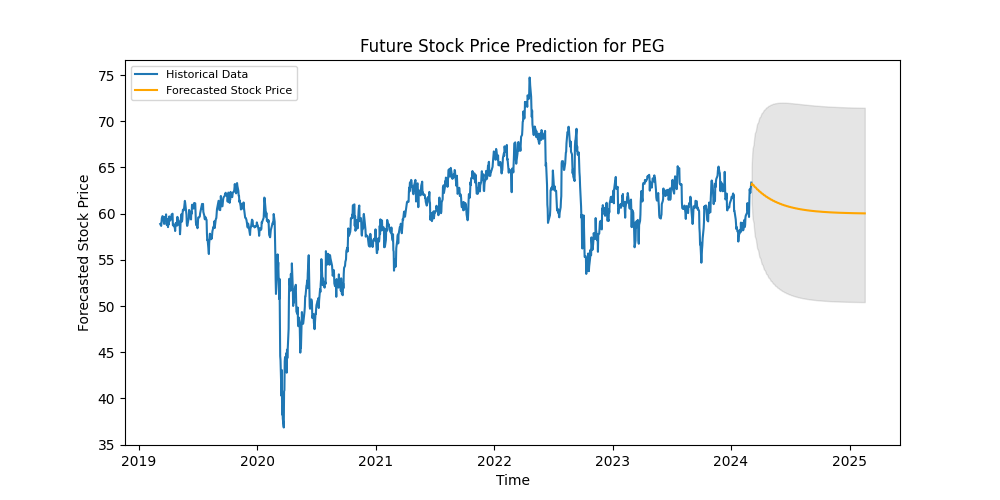 Future Stock Price Prediction for PEG
Historical Data
Forecasted Stock Price
Forecasted Stock Price
75
70
65
60
55
50
45
40
35
2019 2020 2021 2022 2023 2024 2025
Time